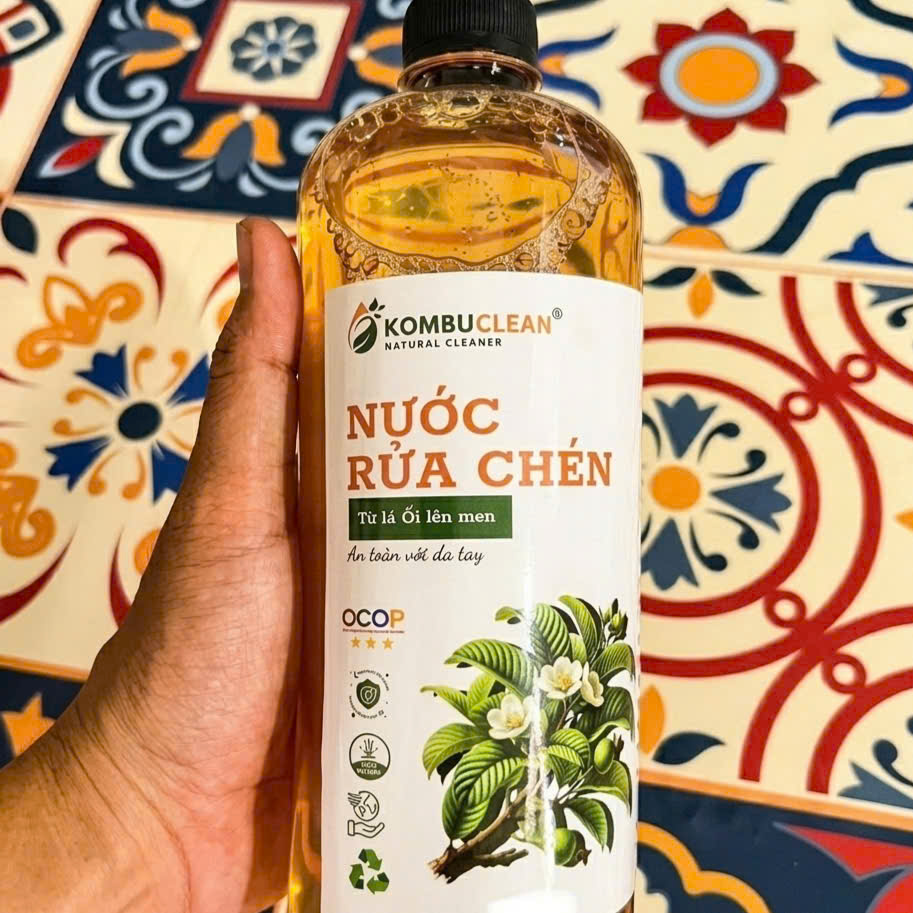 KOMBUCLEAN®
NATURAL CLEANER
NƯỚC
RỬA CHÉN
Từ lá Ổi lên men
An toàn với da tay
OCOP